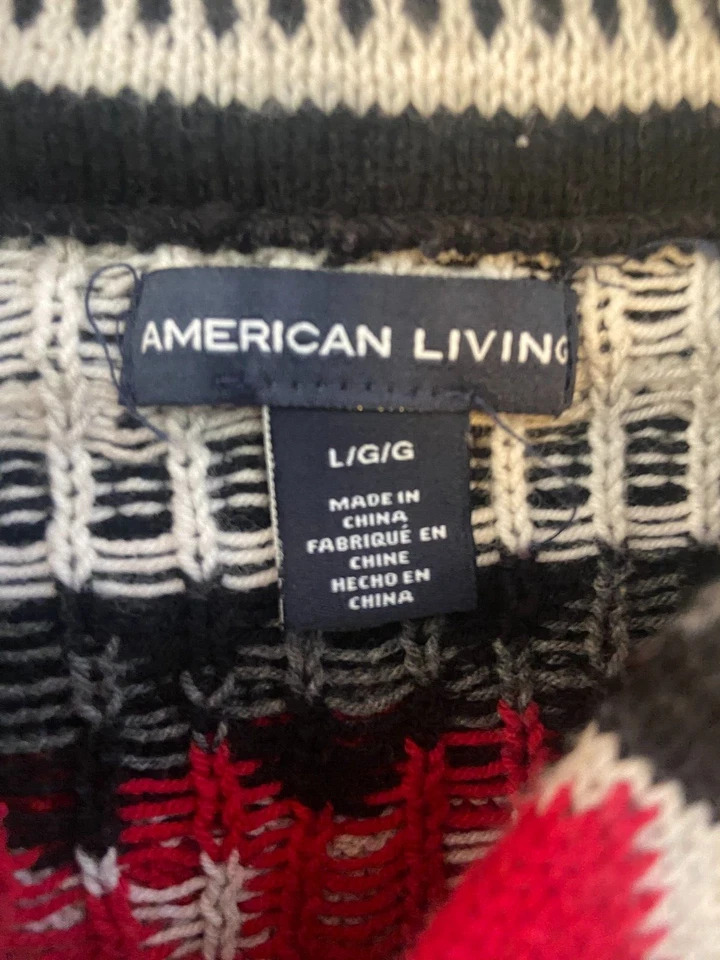 AMERICAN LIVING
L/G/G
MADE IN
CHINA
FABRIQUÉ EN
CHINE
HECHO EN
CHINA